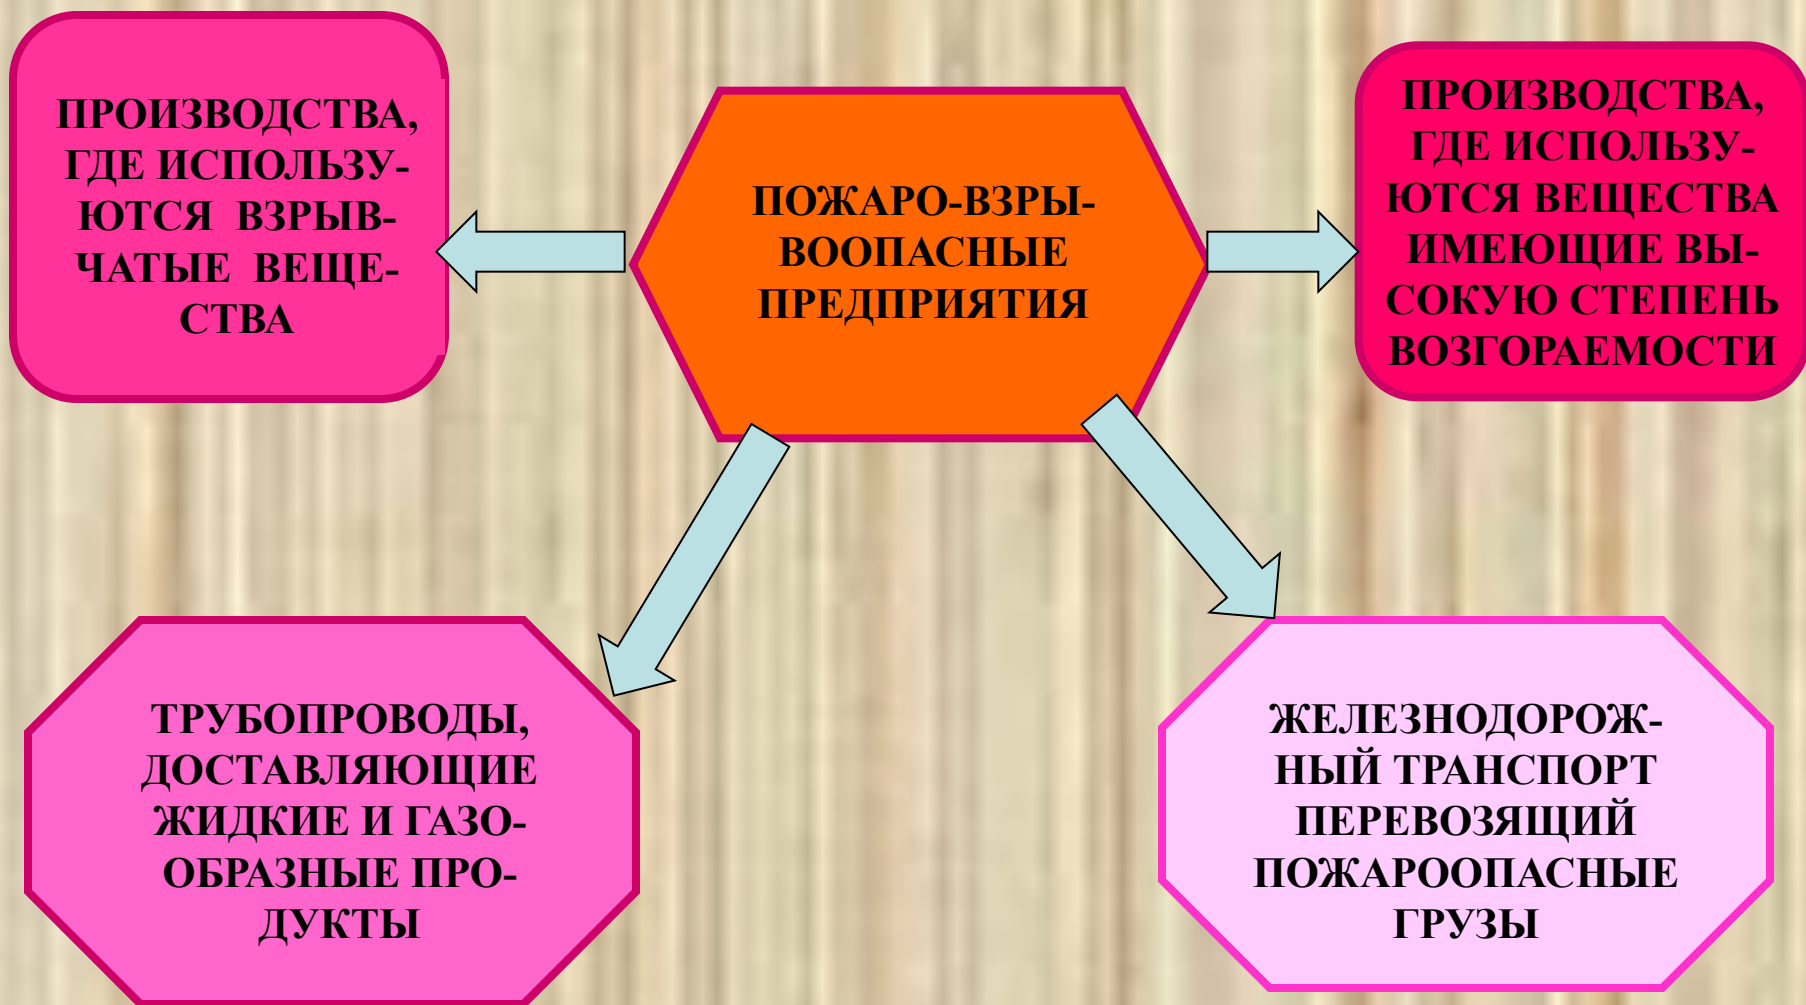 ПРОИЗВОДСТВА,
ГДЕ ИСПОЛЬЗУ-
ЮТСЯ ВЗРЫВ-
ЧАТЫЕ ВЕЩЕ-
СТВА
ПОЖАРО-ВЗРЫ-
ВООПАСНЫЕ
ПРЕДПРИЯТИЯ
ПРОИЗВОДСТВА,
ГДЕ ИСПОЛЬЗУ-
ЮТСЯ ВЕЩЕСТВА
ИМЕЮЩИЕ ВЫ-
СОКУЮ СТЕПЕНЬ
ВОЗГОРАЕМОСТИ
ТРУБОПРОВОДЫ,
ДОСТАВЛЯЮЩИЕ
ЖИДКИЕ И ГАЗО-
ОБРАЗНЫЕ ПРО-
ДУКТЫ
ЖЕЛЕЗНОДОРОЖ-
НЫЙ ТРАНСПОРТ
ПЕРЕВОЗЯЩИЙ
ПОЖАРООПАСНЫЕ
ГРУЗЫ